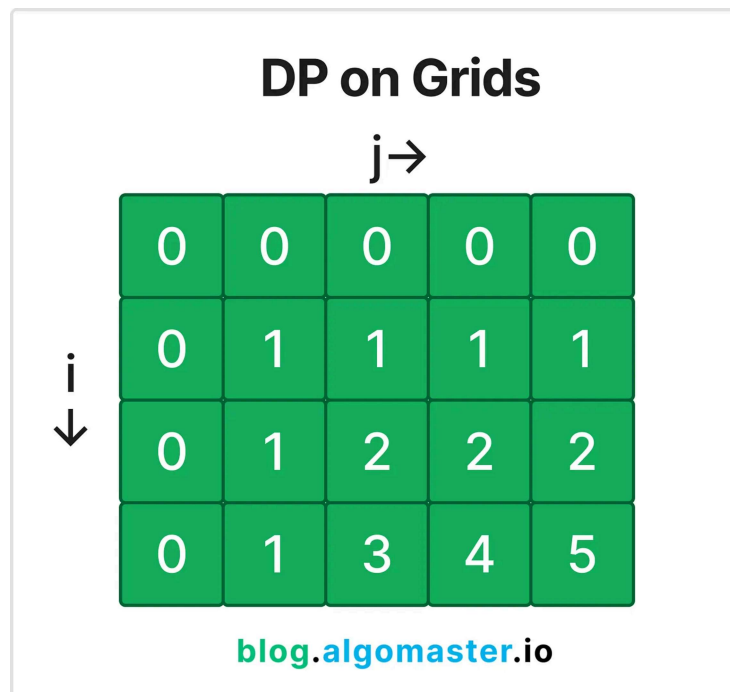 DP on Grids
j→
0 0 0 0 0
0 1 1 1 1
i
↓
0 1 2 2 2
0 1 3 4 5
blog.algomaster.io